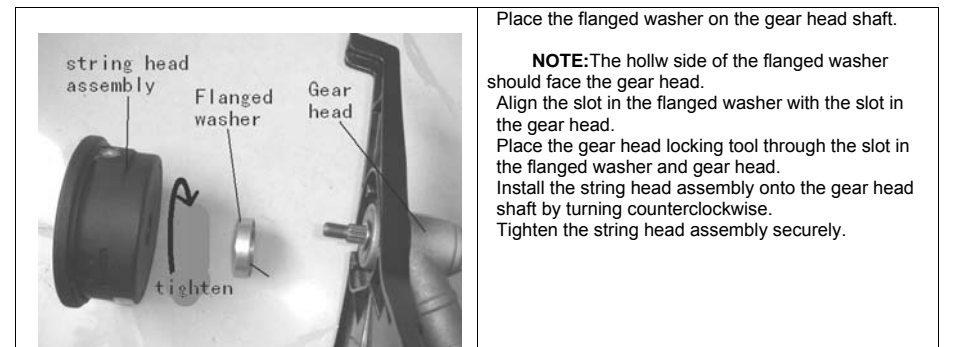 string head
assembly
Flanged
washer
Gear
head
tighten
Place the flanged washer on the gear head shaft.
NOTE:The hollw side of the flanged washer
should face the gear head.
Align the slot in the flanged washer with the slot in
the gear head.
Place the gear head locking tool through the slot in
the flanged washer and gear head.
Install the string head assembly onto the gear head
shaft by turning counterclockwise.
Tighten the string head assembly securely.